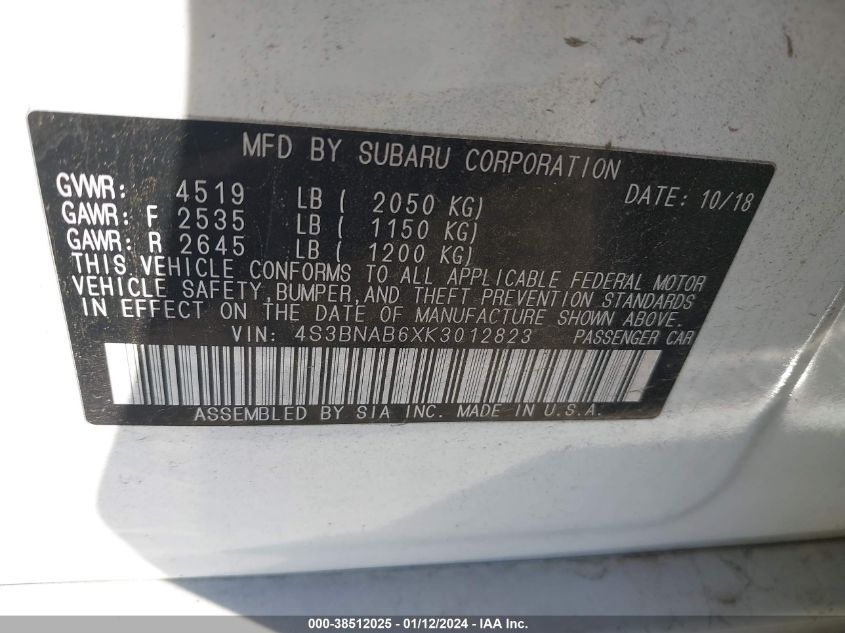 MFD BY SUBARU CORPORATION
GVWR: 4519 LB ( 2050 KG) DATE: 10/18
GAWR: F 2535 LB ( 1150 KG)
GAWR: R 2645 LB ( 1200 KG)
THIS VEHICLE CONFORMS TO ALL APPLICABLE FEDERAL MOTOR
VEHICLE SAFETY, BUMPER, AND THEFT PREVENTION STANDARDS
IN EFFECT ON THE DATE OF MANUFACTURE SHOWN ABOVE.
VIN: 4S3BNAB6XK3012823 PASSENGER CAR
ASSEMBLED BY SIA INC. MADE IN U.S.A.
000-38512025 - 01/12/2024 - IAA Inc.